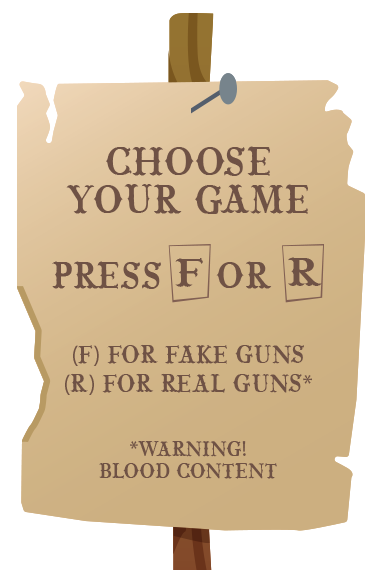 CHOOSE
YOUR GAME
PRESS F OR R
(F) FOR FAKE GUNS
(R) FOR REAL GUNS*
*WARNING!
BLOOD CONTENT